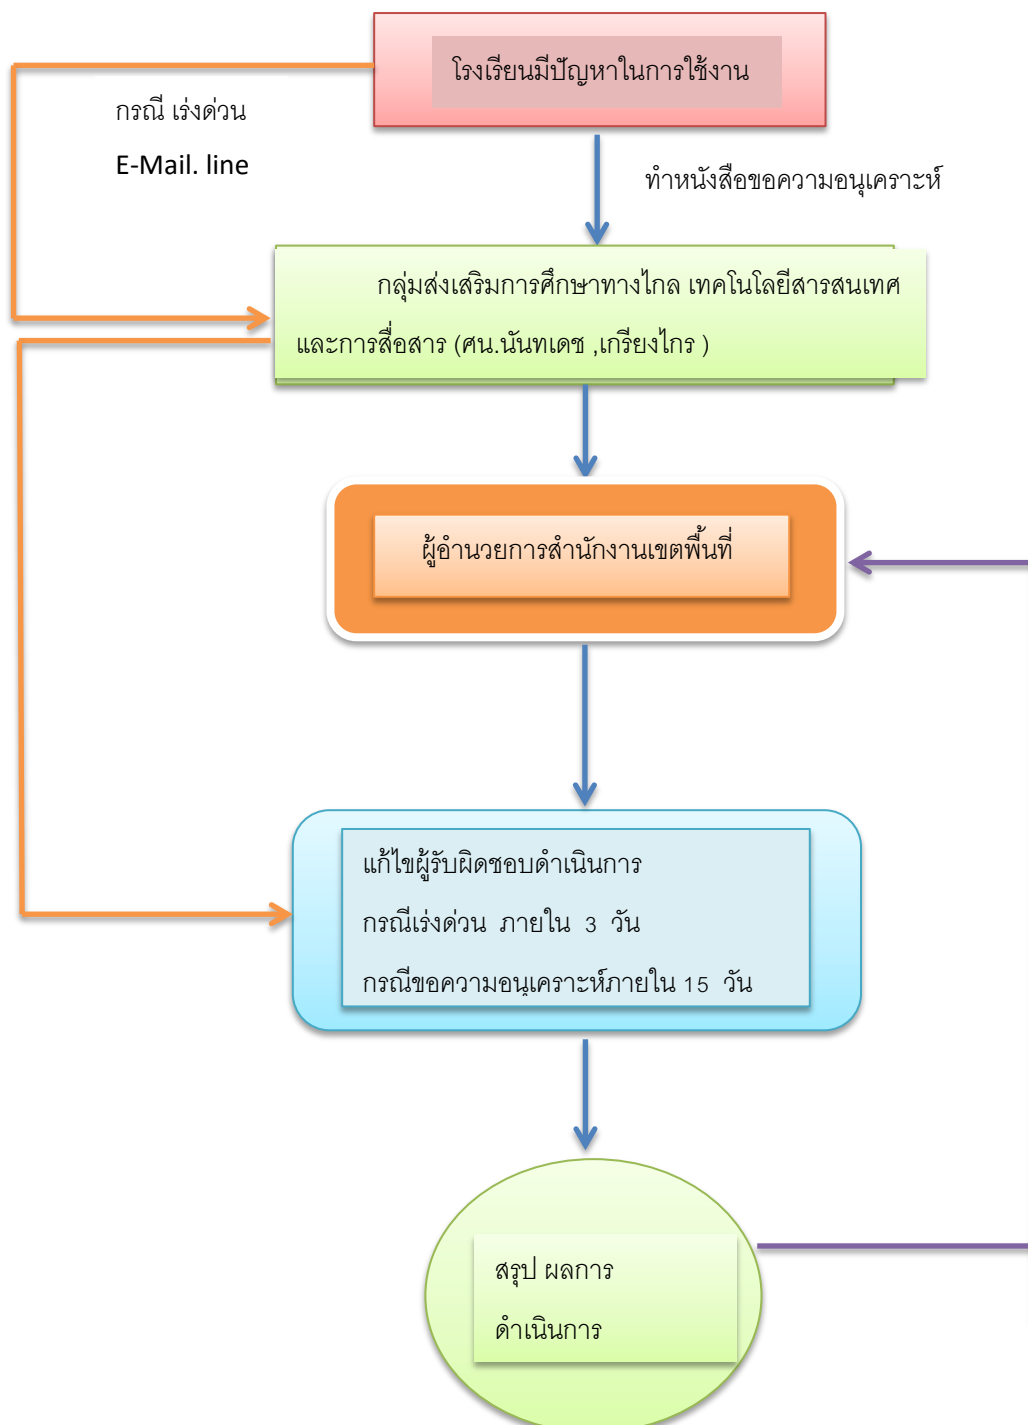 โรงเรียนมีปัญหาในการใช้งาน
กรณี เร่งด่วน
E-Mail. line
ทำหนังสือขอความอนุเคราะห์
กลุ่มส่งเสริมการศึกษาทางไกล เทคโนโลยีสารสนเทศ
และการสื่อสาร (ศน.นันทเดช ,เกรียงไกร )
ผู้อำนวยการสำนักงานเขตพื้นที่
แก้ไขผู้รับผิดชอบดำเนินการ
กรณีเร่งด่วน ภายใน 3 วัน
กรณีขอความอนุเคราะห์ภายใน 15 วัน
สรุป ผลการ
ดำเนินการ